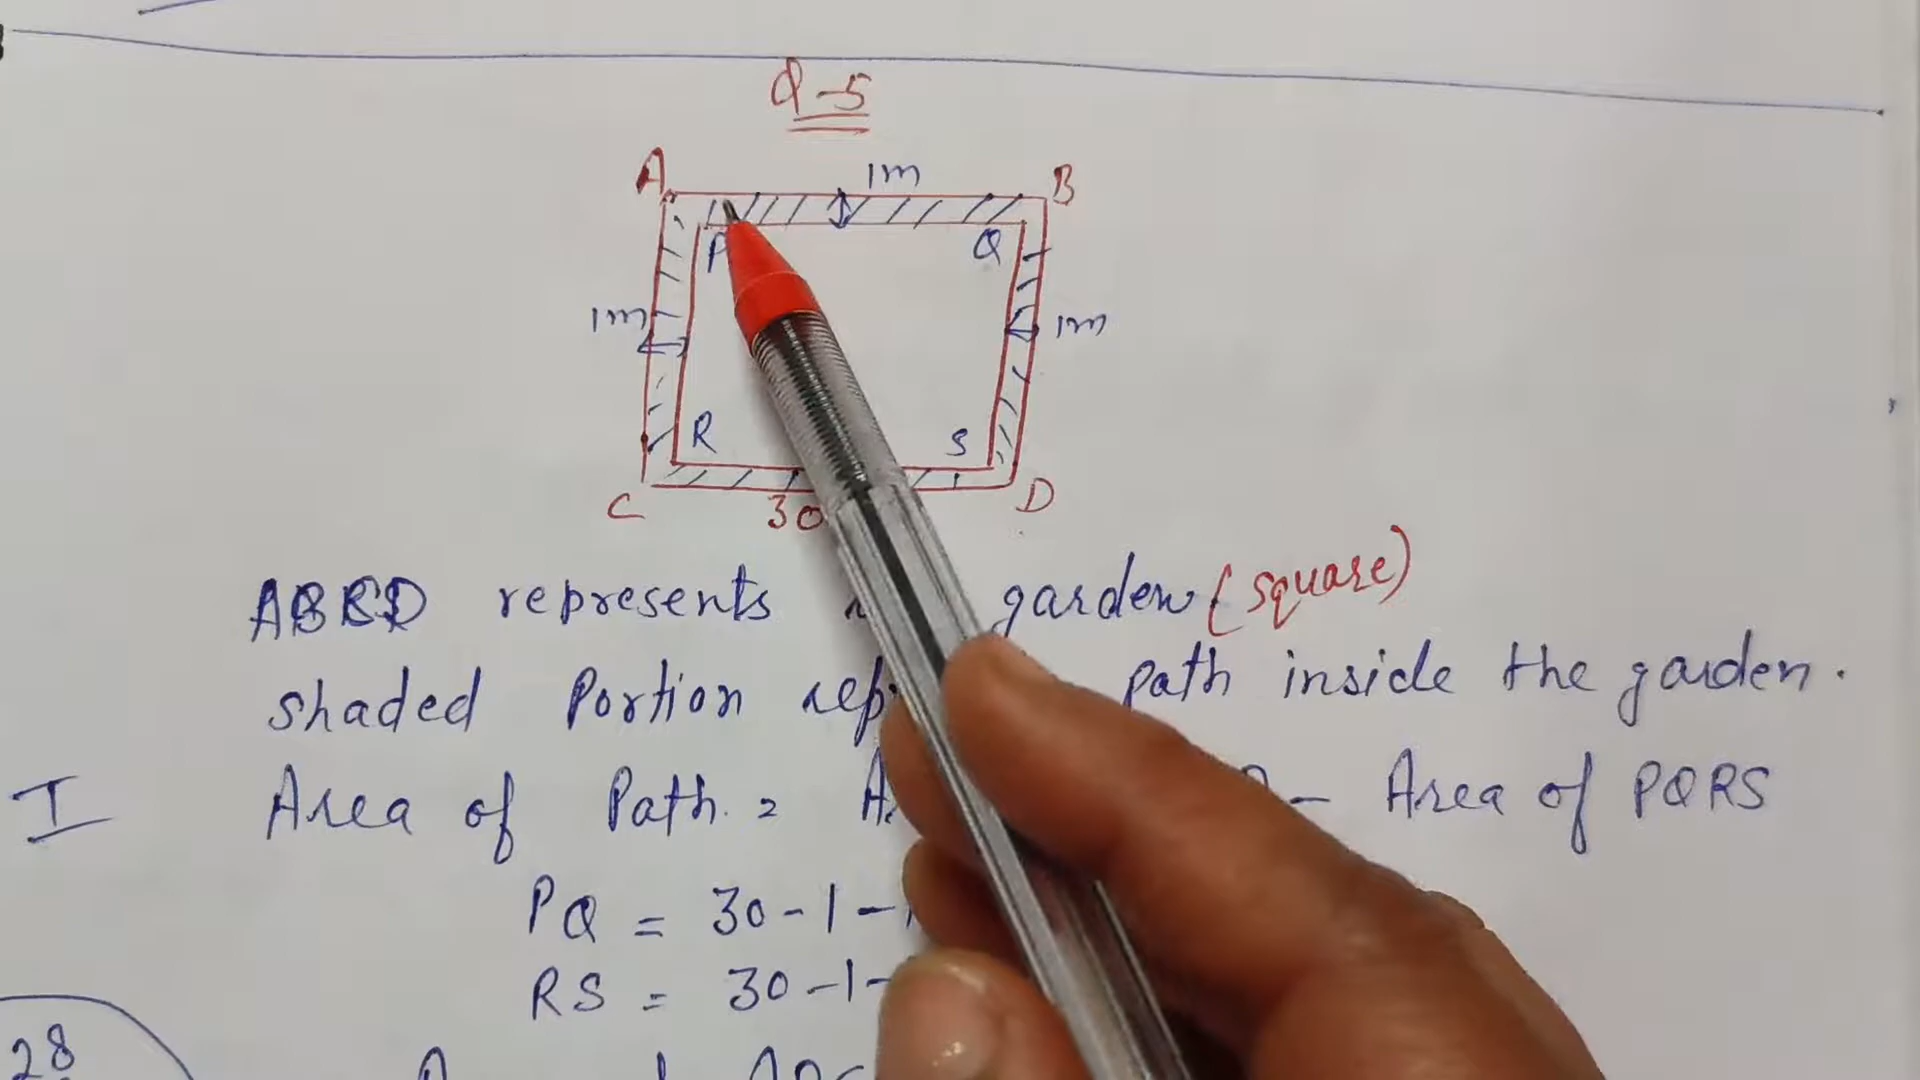 Q-5
A 1m B
P Q
1m 1m
R S
C 30 D
ABCD represents garden (square)
shaded Portion path inside the garden.
I Area of Path = - Area of PQRS
PQ = 30-1-
RS = 30-1-
28